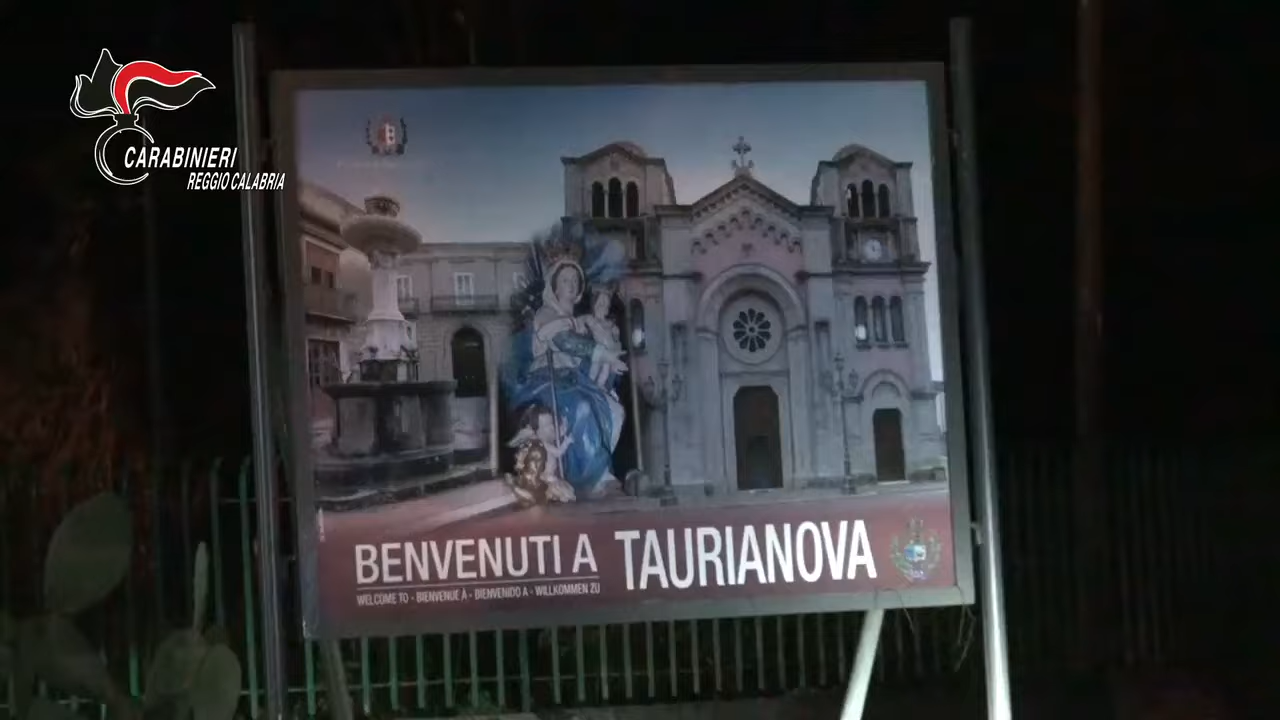 CARABINIERI
REGGIO CALABRIA
BENVENUTI A TAURIANOVA
WELCOME TO - BIENVENUE À - BIENVENIDO A - WILLKOMMEN ZU